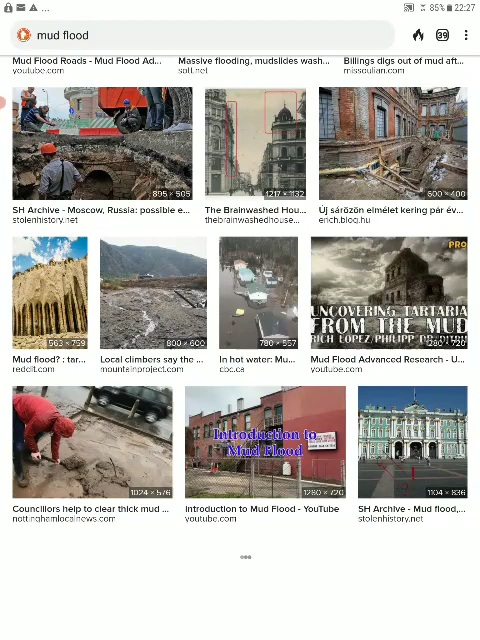 85% 22:27
mud flood
39
Mud Flood Roads - Mud Flood Ad...
youtube.com
Massive flooding, mudslides wash...
sott.net
Billings digs out of mud aft...
missoulian.com
895 × 505
1217 × 1132
600 × 400
SH Archive - Moscow, Russia: possible e...
stolenhistory.net
The Brainwashed Hou...
thebrainwashedhouse...
Új sárözön elmélet kering pár év...
erich.blog.hu
PRO
UNCOVERING TARTARIA
FROM THE MUD
563 × 759
800 × 600
780 × 557
1280 × 720
Mud flood? : tar...
reddit.com
Local climbers say the ...
mountainproject.com
In hot water: Mu...
cbc.ca
Mud Flood Advanced Research - U...
youtube.com
Introduction to
Mud Flood
1024 × 576
1280 × 720
1104 × 836
Councillors help to clear thick mud ...
nottinghamlocalnews.com
Introduction to Mud Flood - YouTube
youtube.com
SH Archive - Mud flood,...
stolenhistory.net